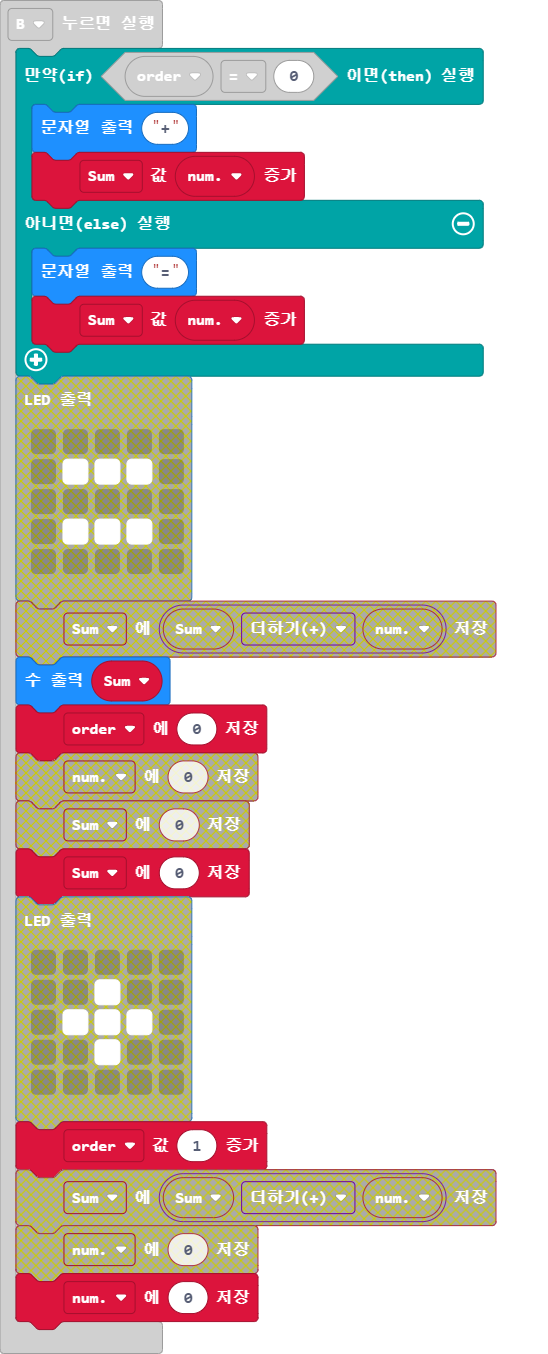 B 누르면 실행
만약(if) order = 0 이면(then) 실행
문자열 출력 "+"
Sum 값 num. 증가
아니면(else) 실행
문자열 출력 "="
Sum 값 num. 증가
LED 출력
Sum 에 Sum 더하기(+) num. 저장
수 출력 Sum
order 에 0 저장
num. 에 0 저장
Sum 에 0 저장
Sum 에 0 저장
LED 출력
order 값 1 증가
Sum 에 Sum 더하기(+) num. 저장
num. 에 0 저장
num. 에 0 저장